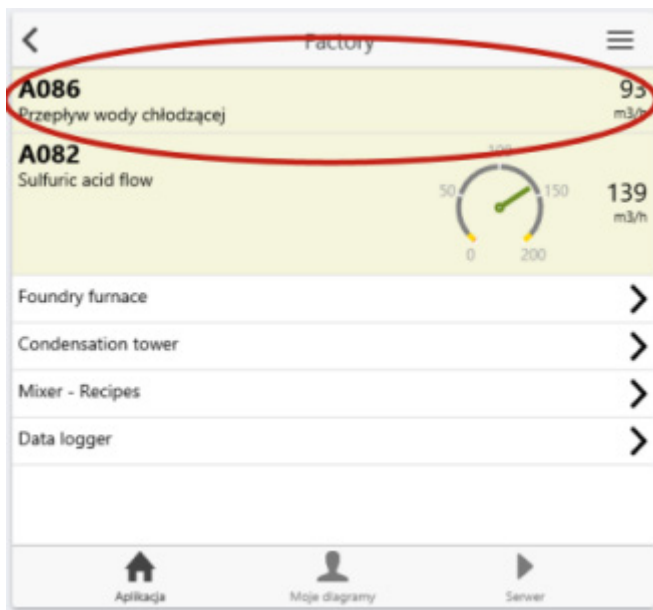 Factory
A086
Przepływ wody chłodzącej
93
m3/h
A082
Sulfuric acid flow
100
50
150
0
200
139
m3/h
Foundry furnace
Condensation tower
Mixer - Recipes
Data logger
Aplikacja
Moje diagramy
Serwer